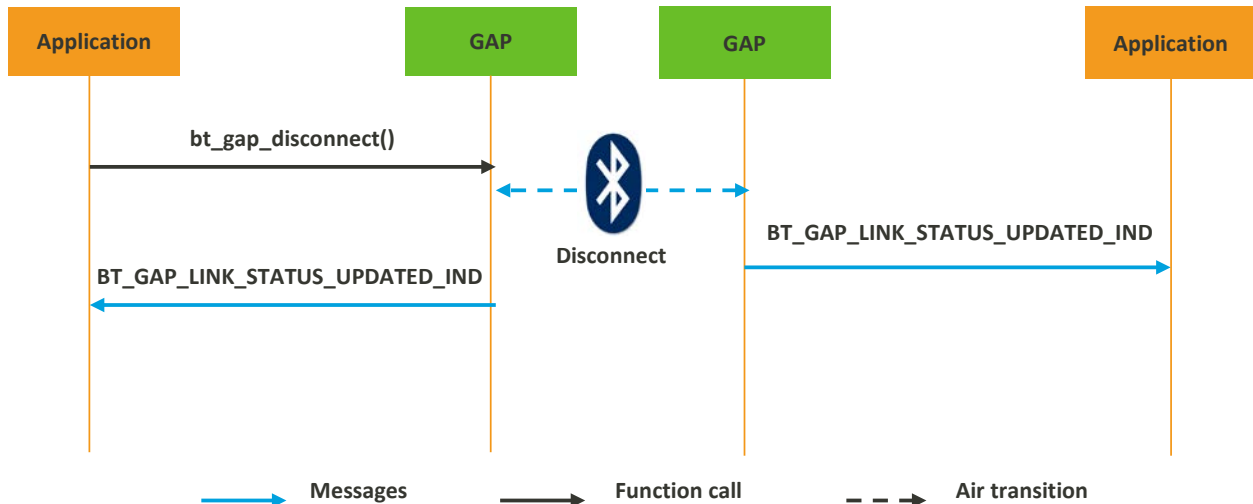 Application
GAP
GAP
Application
bt_gap_disconnect()
Disconnect
BT_GAP_LINK_STATUS_UPDATED_IND
BT_GAP_LINK_STATUS_UPDATED_IND
Messages
Function call
Air transition